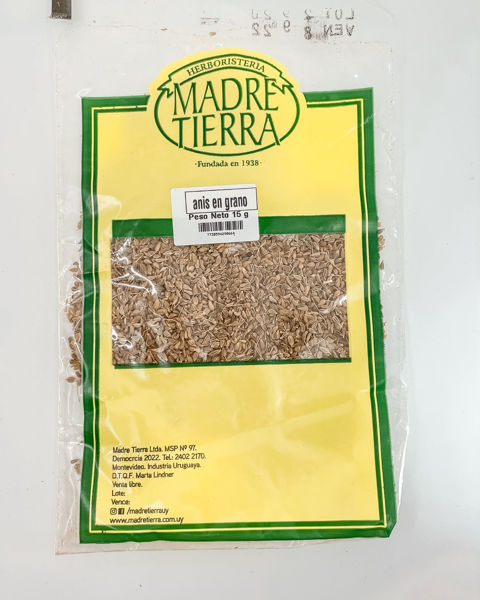 HERBORISTERIA
MADRE
TIERRA
·Fundada en 1938·
anis en grano
Peso Neto 15 g
Madre Tierra Ltda. MSP Nº 97.
Democrcia 2022. Tel.: 2402 2170.
Montevideo. Industria Uruguaya.
D.T.Q.F. Marta Lindner
Venta libre.
Lote:
Vence:
/madretierrauy
www.madretierra.com.uy